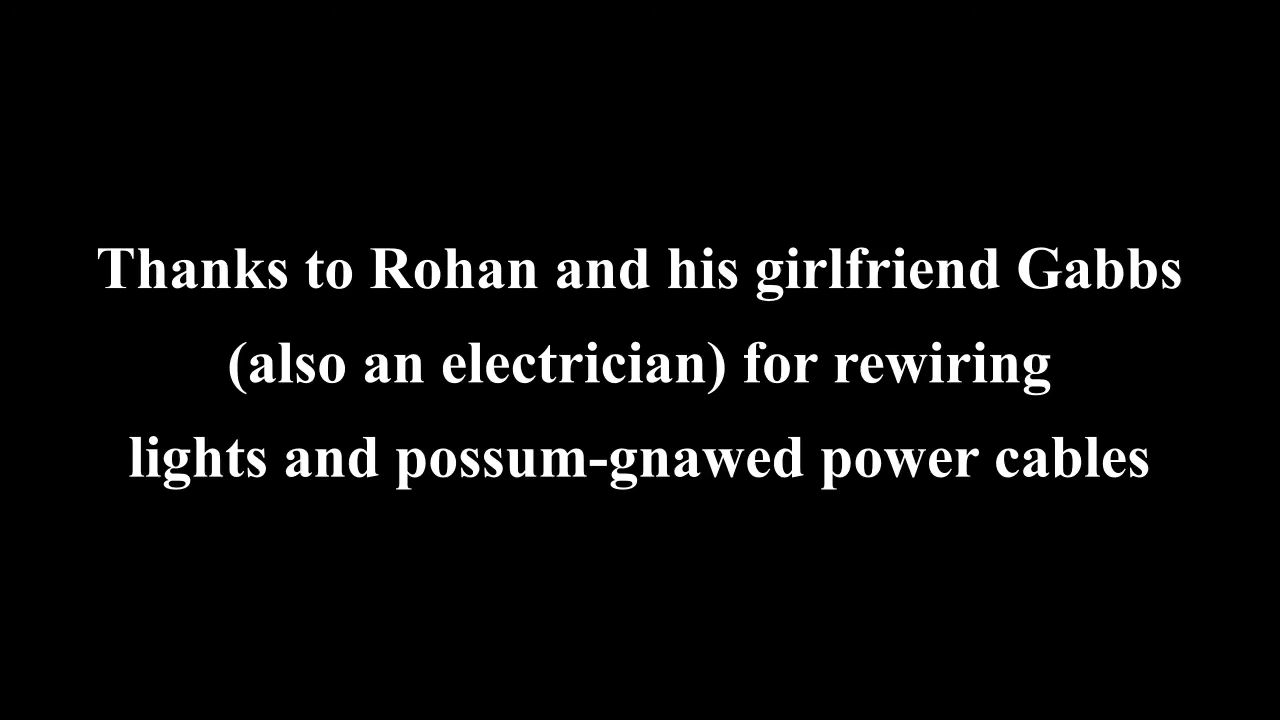 Thanks to Rohan and his girlfriend Gabbs
(also an electrician) for rewiring
lights and possum-gnawed power cables